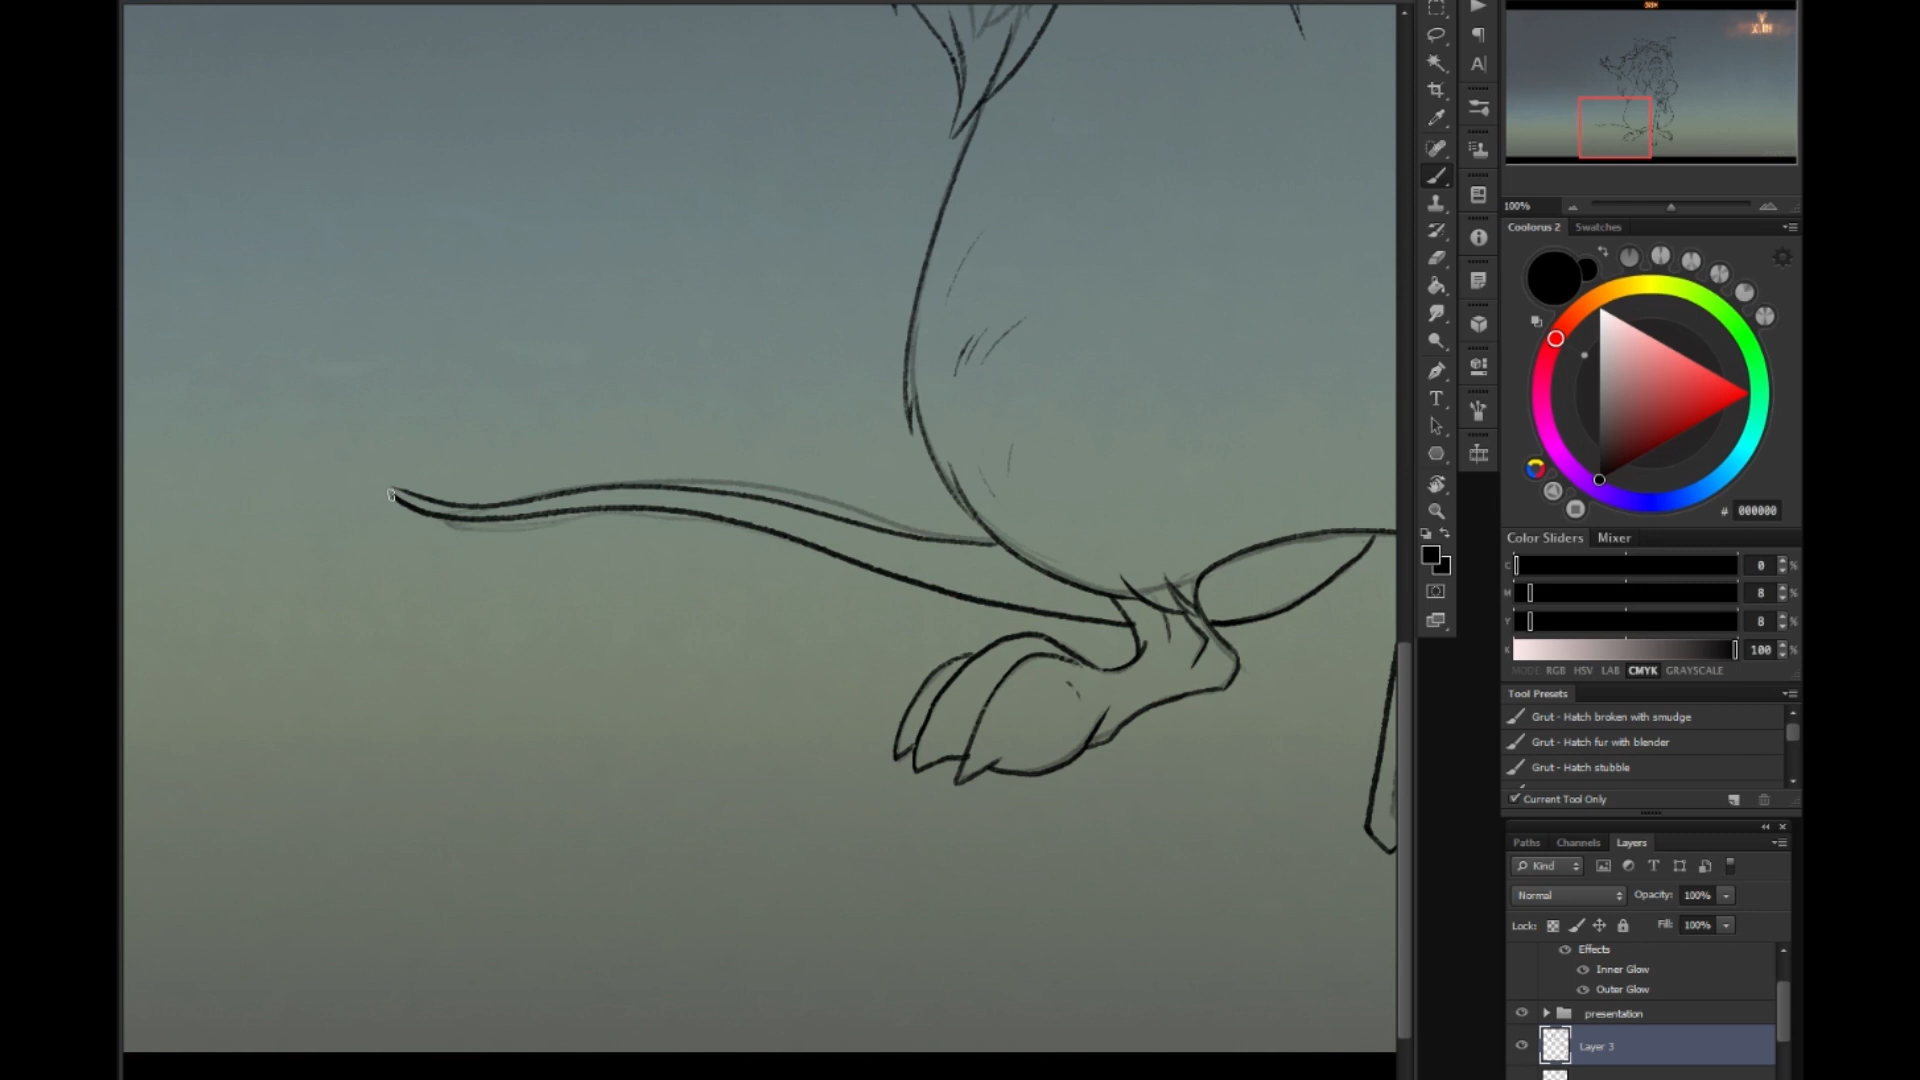 100%
Coolorus 2 Swatches
# 000000
Color Sliders Mixer
C 0 %
M 8 %
Y 8 %
K 100 %
MODE RGB HSV LAB CMYK GRAYSCALE
Tool Presets
Grut - Hatch broken with smudge
Grut - Hatch fur with blender
Grut - Hatch stubble
Current Tool Only
Paths Channels Layers
Kind
Normal Opacity: 100%
Lock: Fill: 100%
Effects
Inner Glow
Outer Glow
presentation
Layer 3